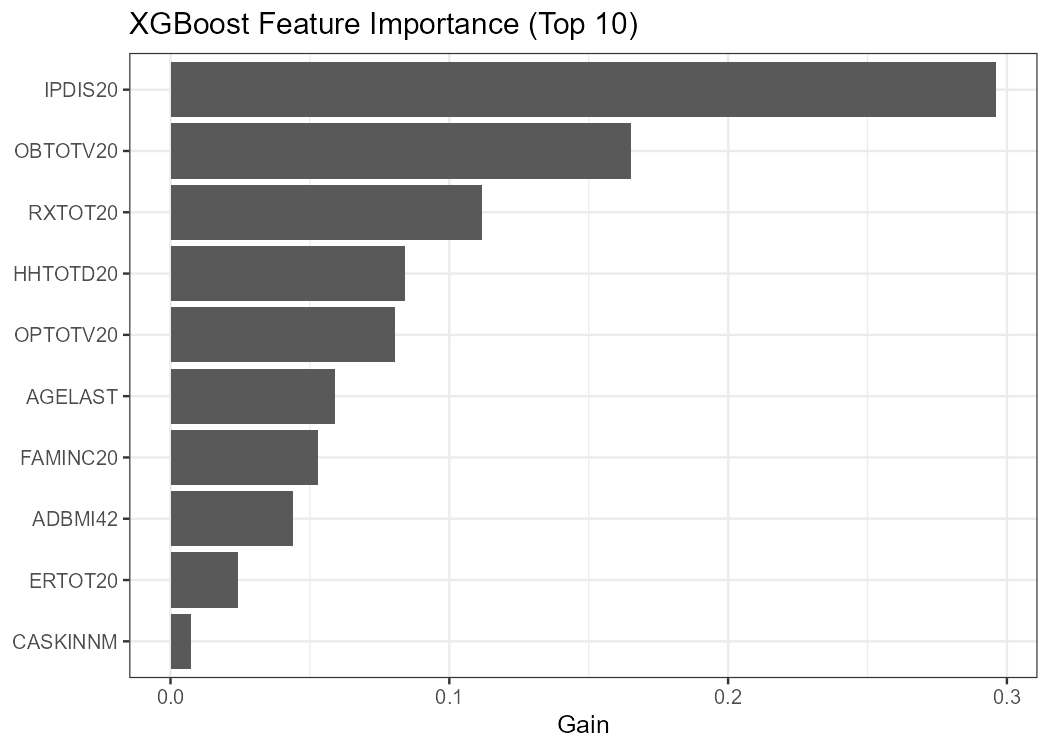 XGBoost Feature Importance (Top 10)
IPDIS20
OBTOTV20
RXTOT20
HHTOTD20
OPTOTV20
AGELAST
FAMINC20
ADBMI42
ERTOT20
CASKINNM
0.0 0.1 0.2 0.3
Gain